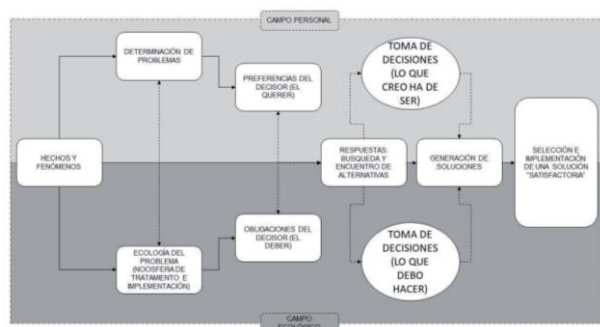 CAMPO PERSONAL
DETERMINACIÓN DE
PROBLEMAS
PREFERENCIAS DEL
DECISOR (EL
QUERER)
TOMA DE
DECISIONES
(LO QUE
CREO HA DE
SER)
HECHOS Y
FENÓMENOS
RESPUESTAS:
BUSQUEDA Y
ENCUENTRO DE
ALTERNATIVAS
GENERACIÓN DE
SOLUCIONES
SELECCIÓN E
IMPLEMENTACIÓN
DE UNA SOLUCIÓN
"SATISFACTORIA"
ECOLOGÍA DEL
PROBLEMA
(NOOSFERA DE
TRATAMIENTO E
IMPLEMENTACIÓN)
OBLIGACIONES DEL
DECISOR (EL
DEBER)
TOMA DE
DECISIONES
(LO QUE
DEBO
HACER)
CAMPO
ECOLÓGICO